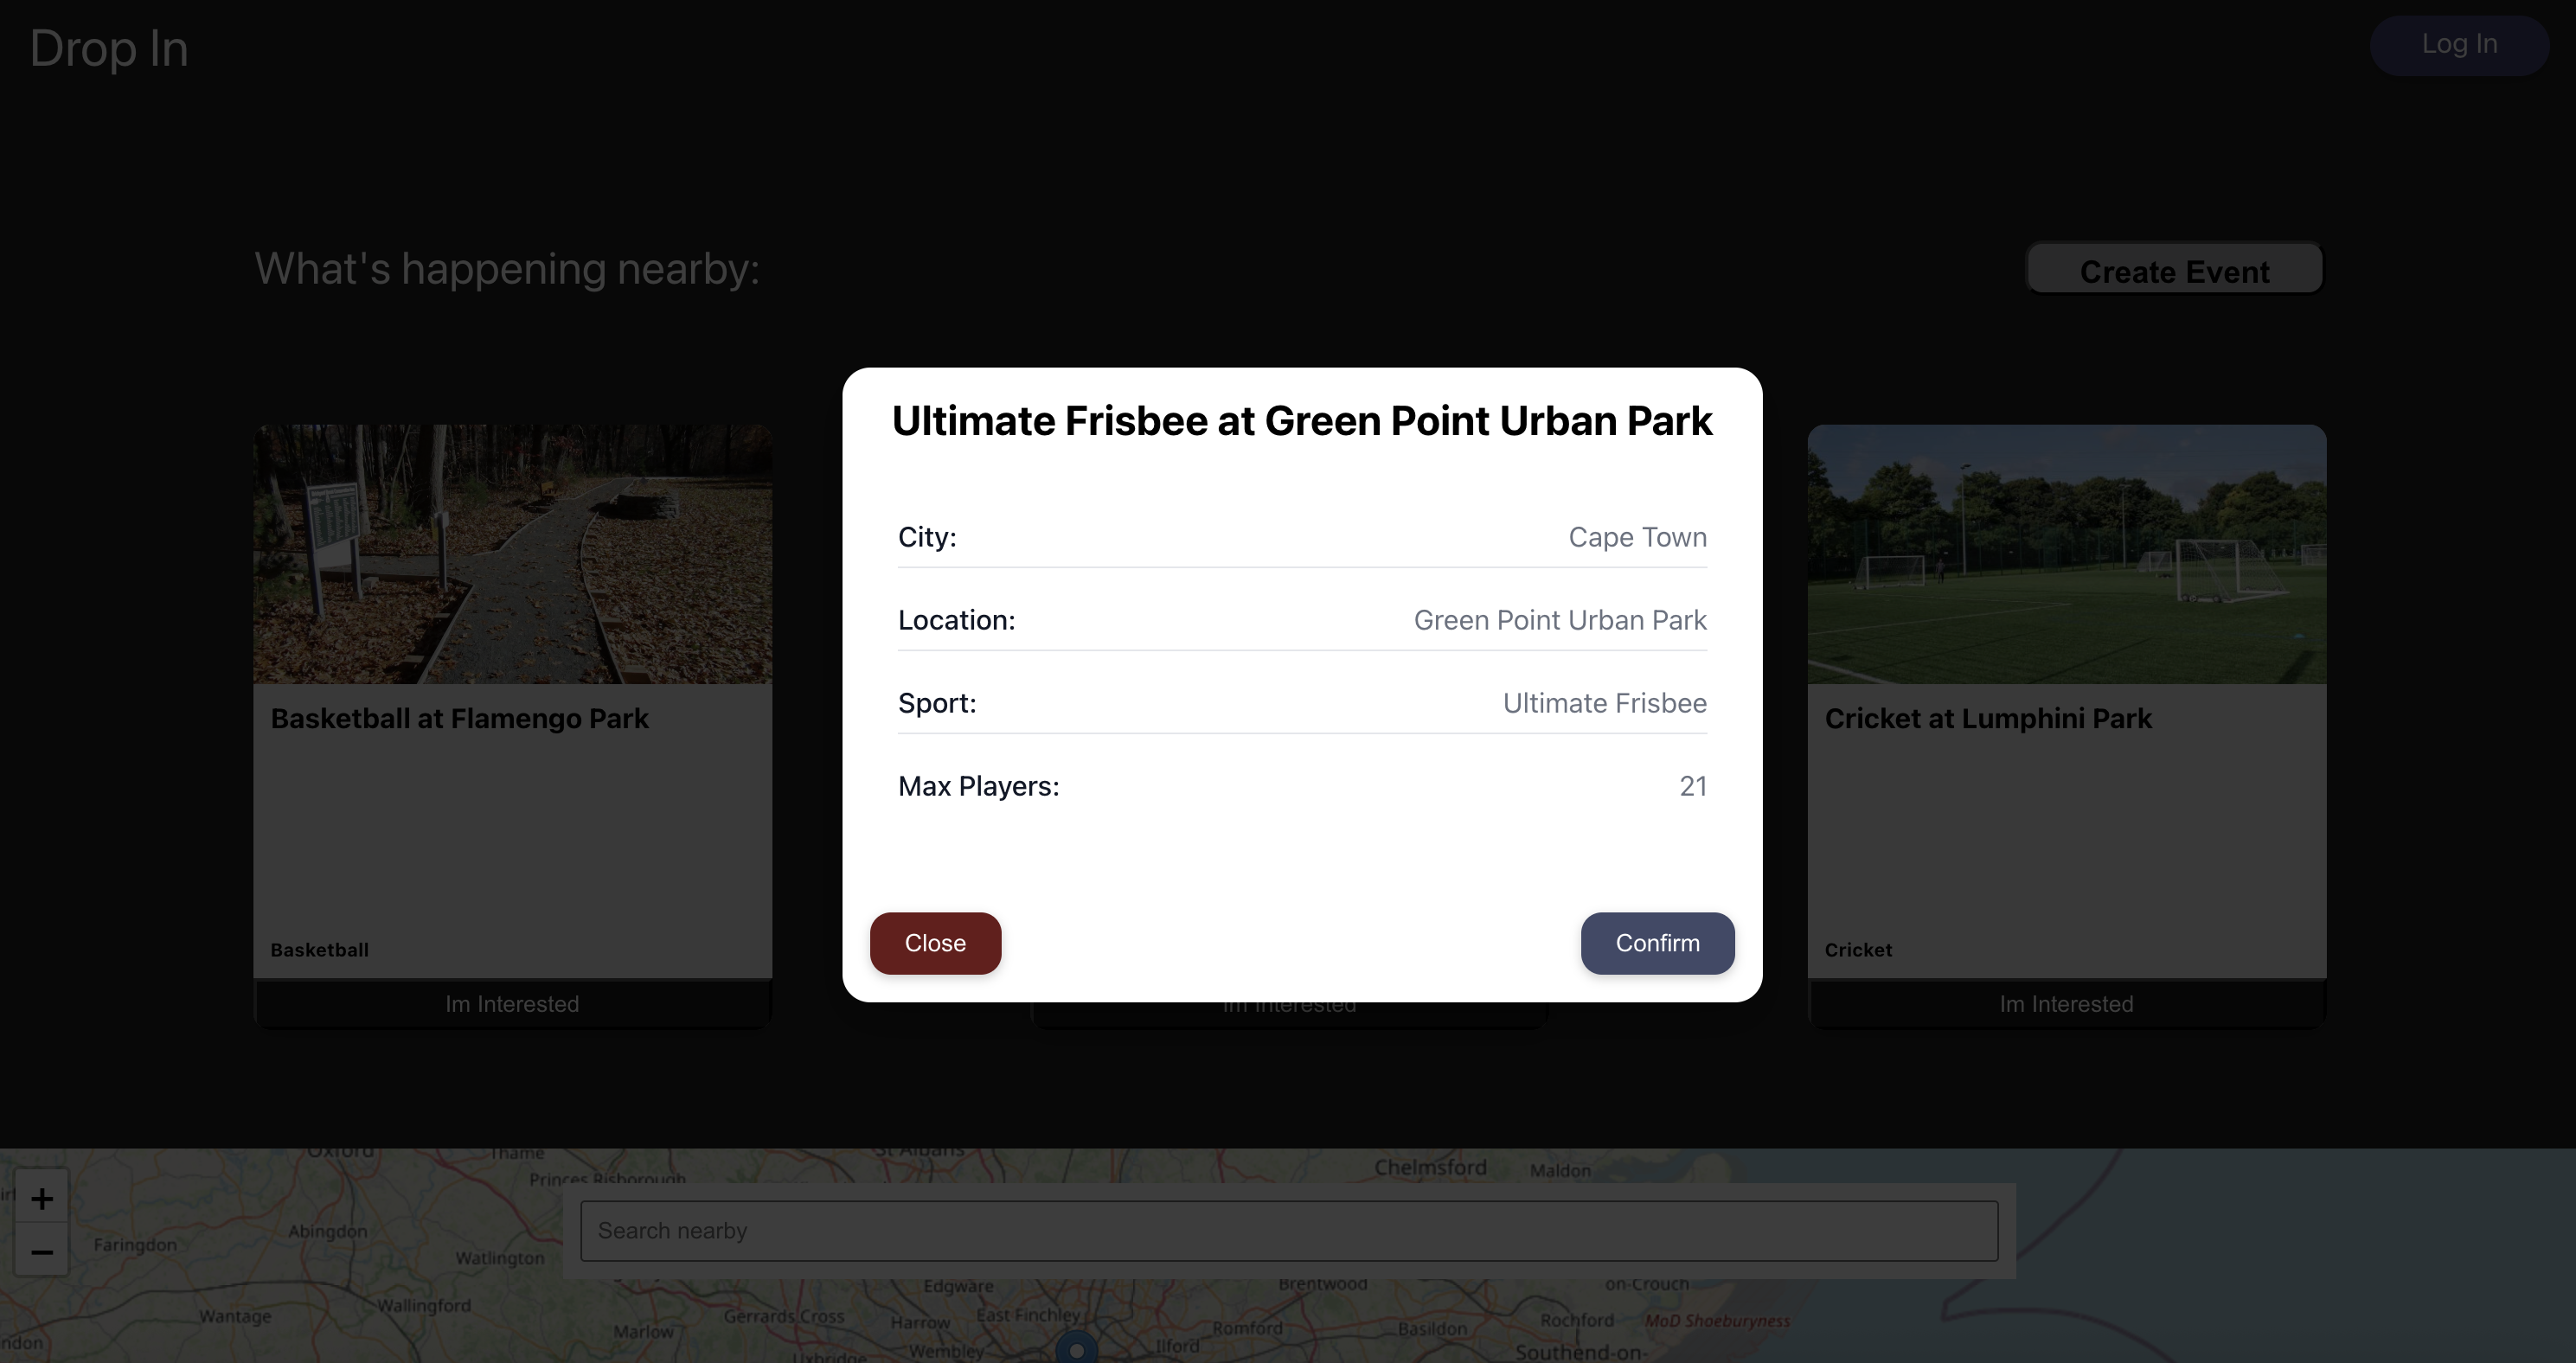 Drop In
Log In
What's happening nearby:
Create Event
Ultimate Frisbee at Green Point Urban Park
City:
Cape Town
Location:
Green Point Urban Park
Sport:
Ultimate Frisbee
Max Players:
21
Close
Confirm
Basketball at Flamengo Park
Basketball
Im Interested
Im Interested
Cricket at Lumphini Park
Cricket
Im Interested
+
−
Search nearby
Oxford
Thame
St Albans
Princes Risborough
Chelmsford
Maldon
Abingdon
Faringdon
Watlington
Edgware
Brentwood
on-Crouch
Wantage
Wallingford
Gerrards Cross
Harrow
East Finchley
Romford
Basildon
Rochford
MoD Shoeburyness
Marlow
Wembley
Ilford
Uxbridge
Southend-on-